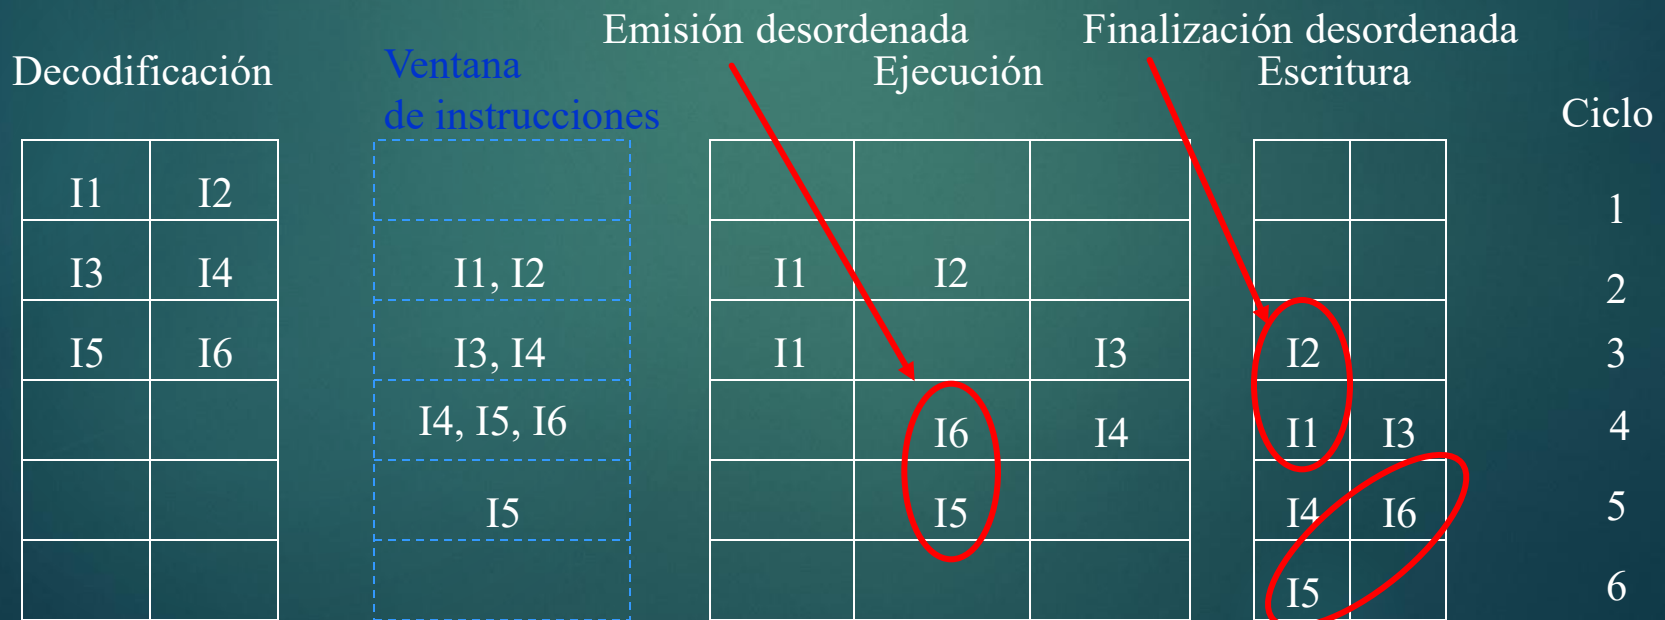 Emisión desordenada Finalización desordenada
Decodificación Ventana de instrucciones Ejecución Escritura
Ciclo
I1 I2 1
I3 I4 I1, I2 I1 I2 2
I5 I6 I3, I4 I1 I3 I2 3
I4, I5, I6 I6 I4 I1 I3 4
I5 I5 I4 I6 5
I5 6